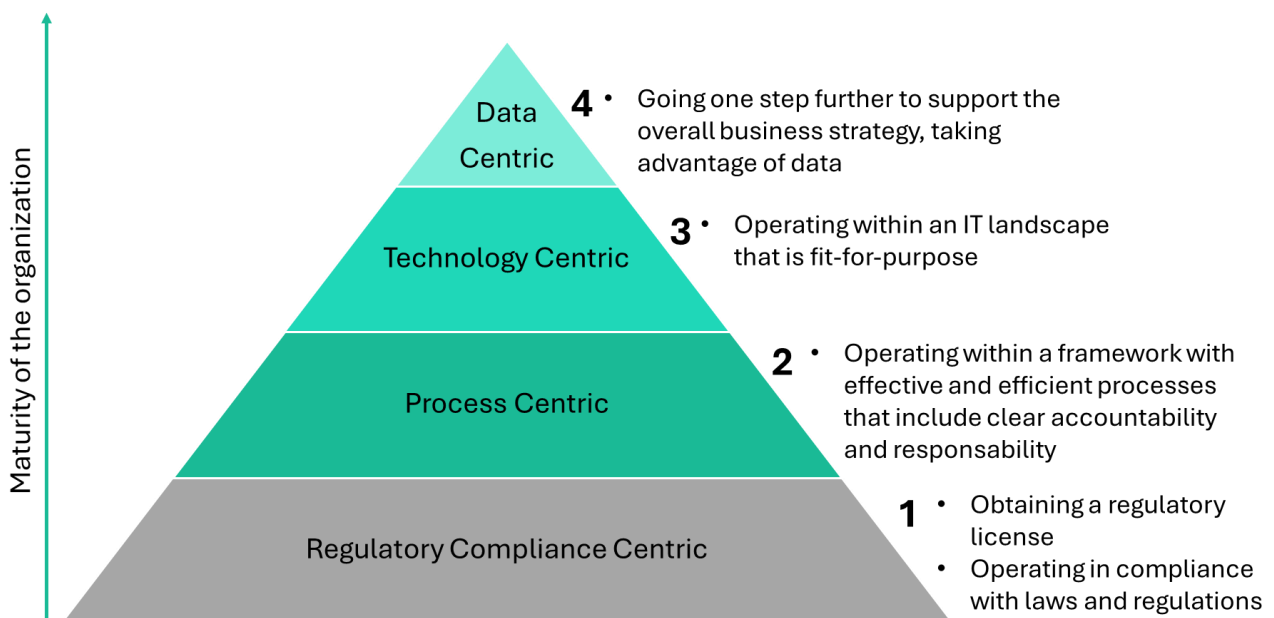 Maturity of the organization
Data
Centric
4
• Going one step further to support the
overall business strategy, taking
advantage of data
Technology Centric
3
• Operating within an IT landscape
that is fit-for-purpose
Process Centric
2
• Operating within a framework with
effective and efficient processes
that include clear accountability
and responsability
Regulatory Compliance Centric
1
• Obtaining a regulatory
license
• Operating in compliance
with laws and regulations